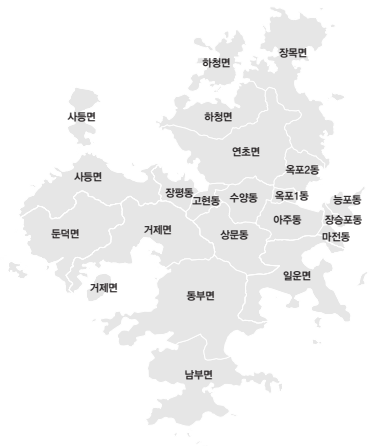 장목면
하청면
사등면
하청면
연초면
옥포2동
사등면
장평동
고현동
수양동
옥포1동
능포동
아주동
장승포동
둔덕면
거제면
상문동
마전동
일운면
거제면
동부면
남부면